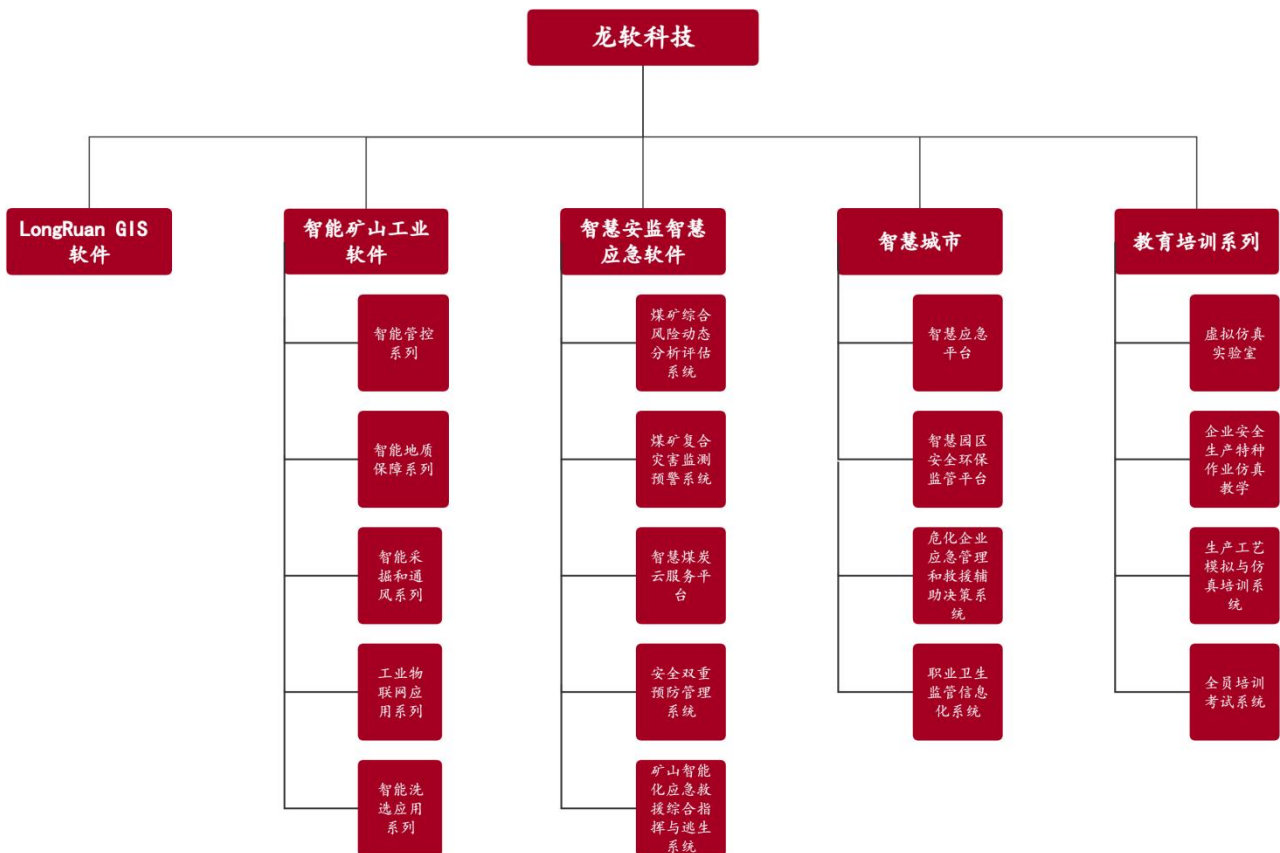 龙软科技
LongRuan GIS
软件
智能矿山工业
软件
智能管控
系列
智能地质
保障系列
智能采
掘和通
风系列
工业物
联网应
用系列
智能洗
选应用
系列
智慧安监智慧
应急软件
煤矿综合
风险动态
分析评估
系统
煤矿复合
灾害监测
预警系统
智慧煤炭
云服务平
台
安全双重
预防管理
系统
矿山智能
化应急救
援综合指
挥与逃生
系统
智慧城市
智慧应急
平台
智慧园区
安全环保
监管平台
危化企业
应急管理
和救援辅
助决策系
统
职业卫生
监管信息
化系统
教育培训系列
虚拟仿真
实验室
企业安全
生产特种
作业仿真
教学
生产工艺
模拟与仿
真培训系
统
全员培训
考试系统